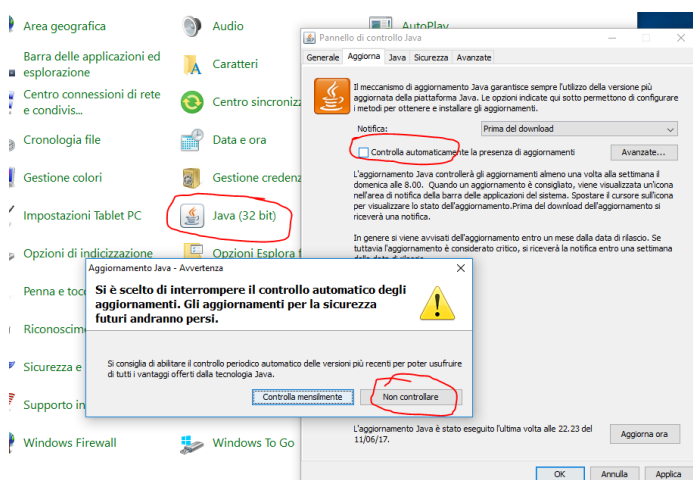 Area geografica
Audio
AutoPlay
Barra delle applicazioni ed
esplorazione
Caratteri
Centro connessioni di rete
e condivis...
Centro sincroniz
Cronologia file
Data e ora
Gestione colori
Gestione credenz
Impostazioni Tablet PC
Java (32 bit)
Opzioni di indicizzazione
Opzioni Esplora f
Penna e tocc
Riconoscim
Sicurezza e
Supporto in
Windows Firewall
Windows To Go
Pannello di controllo Java
Generale Aggiorna Java Sicurezza Avanzate
Il meccanismo di aggiornamento Java garantisce sempre l'utilizzo della versione più
aggiornata della piattaforma Java. Le opzioni indicate qui sotto permettono di configurare
i metodi per ottenere e installare gli aggiornamenti.
Notifica: Prima del download
Controlla automaticamente la presenza di aggiornamenti Avanzate...
L'aggiornamento Java controllerà gli aggiornamenti almeno una volta alla settimana il
domenica alle 8.00. Quando un aggiornamento è consigliato, viene visualizzata un'icona
nell'area di notifica della barra delle applicazioni del sistema. Spostare il cursore sull'icona
per visualizzare lo stato dell'aggiornamento.Prima del download dell'aggiornamento si
riceverà una notifica.
In genere si viene avvisati dell'aggiornamento entro un mese dalla data di rilascio. Se
tuttavia l'aggiornamento è considerato critico, si riceverà la notifica entro una settimana
dalla data di rilascio.
Aggiornamento Java - Avvertenza
Si è scelto di interrompere il controllo automatico degli
aggiornamenti. Gli aggiornamenti per la sicurezza
futuri andranno persi.
Si consiglia di abilitare il controllo periodico automatico delle versioni più recenti per poter usufruire
di tutti i vantaggi offerti dalla tecnologia Java.
Controlla mensilmente Non controllare
L'aggiornamento Java è stato eseguito l'ultima volta alle 22.23 del
11/06/17.
Aggiorna ora
OK Annulla Applica